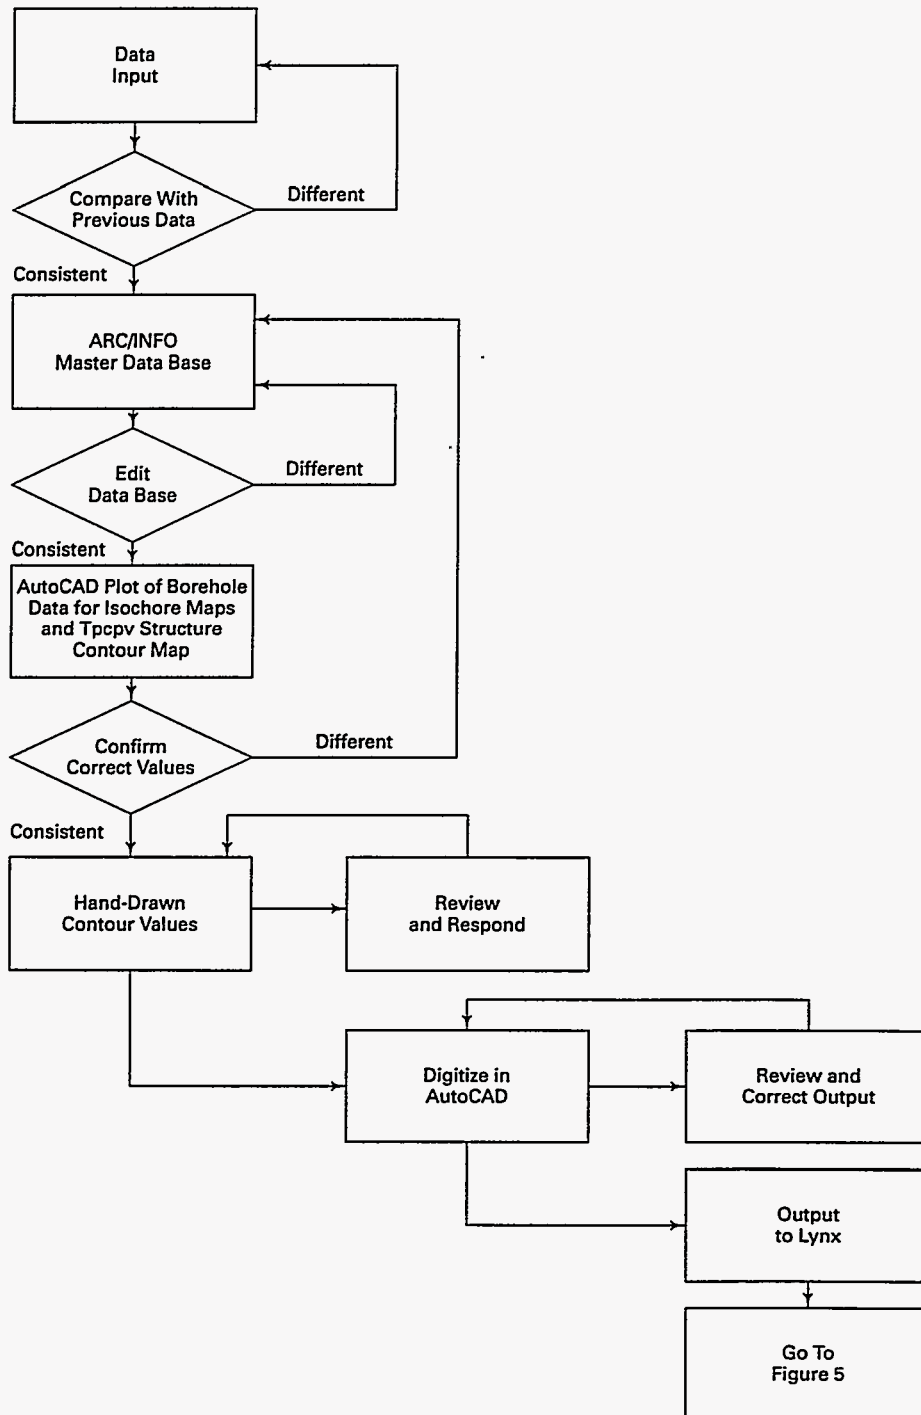 Data
Input
Compare With
Previous Data
Different
Consistent
ARC/INFO
Master Data Base
Edit
Data Base
Different
Consistent
AutoCAD Plot of Borehole
Data for Isochore Maps
and Tpcpv Structure
Contour Map
Confirm
Correct Values
Different
Consistent
Hand-Drawn
Contour Values
Review
and Respond
Digitize in
AutoCAD
Review and
Correct Output
Output
to Lynx
Go To
Figure 5